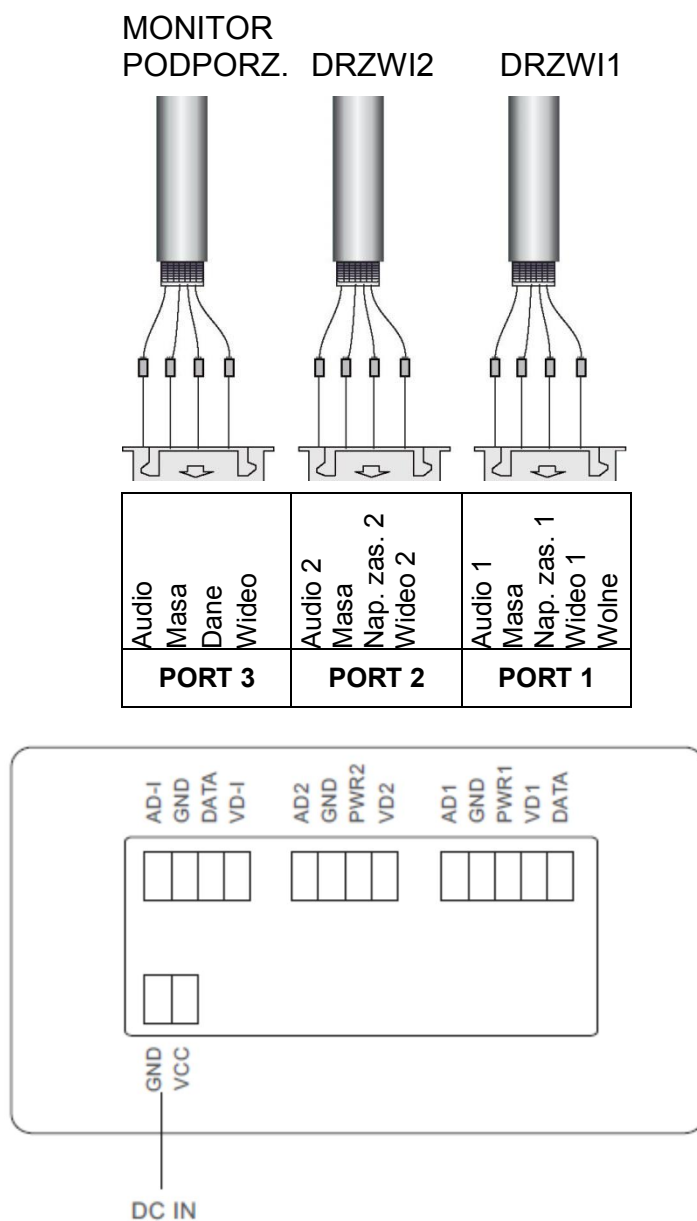 MONITOR
PODPORZ. DRZWI2 DRZWI1
Audio
Masa
Dane
Wideo
Audio 2
Masa
Nap. zas. 2
Wideo 2
Audio 1
Masa
Nap. zas. 1
Wideo 1
Wolne
PORT 3 PORT 2 PORT 1
AD-I
GND
DATA
VD-I
AD2
GND
PWR2
VD2
AD1
GND
PWR1
VD1
DATA
GND
VCC
DC IN